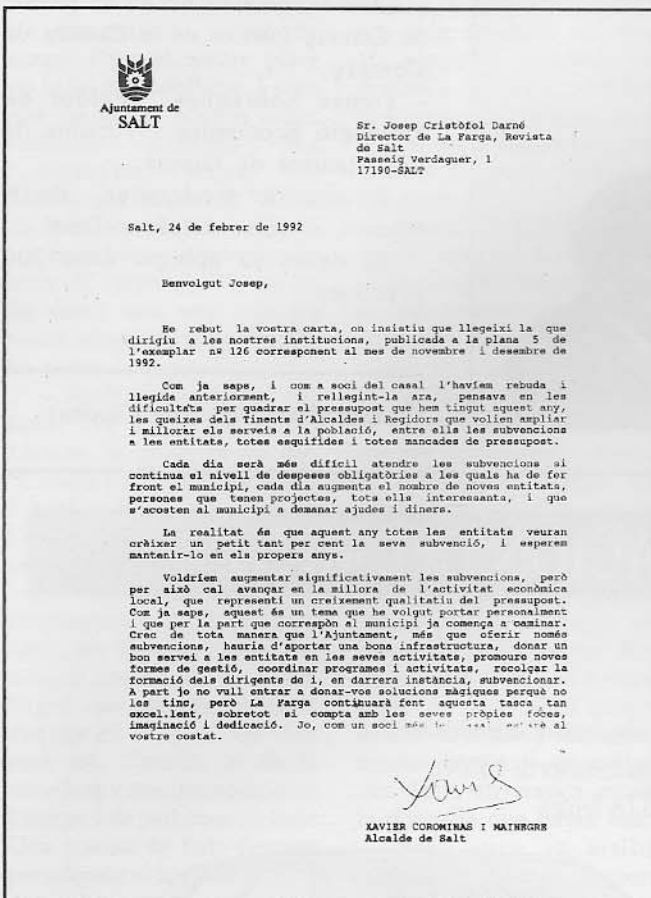 Ajuntament de
SALT
Sr. Josep Cristòfol Darné
Director de La Farga, Revista
de Salt
Passeig Verdaguer, 1
17190-SALT
Salt, 24 de febrer de 1992
Benvolgut Josep,
He rebut la vostra carta, on insistiu que llegeixi la que
dirigiu a les nostres institucions, publicada a la plana 5 de
l'exemplar nº 126 corresponent al mes de novembre i desembre de
1992.
Com ja saps, i com a soci del casal l'havíem rebuda i
llegida anteriorment, i rellegint-la ara, pensava en les
dificultats per quadrar el pressupost que hem tingut aquest any,
les queixes dels Tinents d'Alcaldes i Regidors que volien ampliar
i millorar els serveis a la població, entre ells les subvencions
a les entitats, totes esquifides i totes mancades de pressupost.
Cada dia serà més difícil atendre les subvencions si
continua el nivell de despeses obligatòries a les quals ha de fer
front el municipi, cada dia augmenta el nombre de noves entitats,
persones que tenen projectes, tots ells interessants, i que
s'acosten al municipi a demanar ajudes i diners.
La realitat és que aquest any totes les entitats veuran
créixer un petit tant per cent la seva subvenció, i esperem
mantenir-lo en els propers anys.
Voldríem augmentar significativament les subvencions, però
per això cal avançar en la millora de l'activitat econòmica
local, que representi un creixement qualitatiu del pressupost.
Com ja saps, aquest és un tema que he volgut portar personalment
i que per la part que correspòn al municipi ja comença a caminar.
Crec de tota manera que l'Ajuntament, més que oferir només
subvencions, hauria d'aportar una bona infrastructura, donar un
bon servei a les entitats en les seves activitats, promoure noves
formes de gestió, coordinar programes i activitats, recolçar la
formació dels dirigents de i, en darrera instància, subvencionar.
A part jo no vull entrar a donar-vos solucions màgiques perquè no
les tinc, però La Farga continuarà fent aquesta tasca tan
excel.lent, sobretot si compta amb les seves pròpies foces,
imaginació i dedicació. Jo, com un soci més al
vostre costat.
Xavi
XAVIER COROMINAS I MAINEGRE
Alcalde de Salt